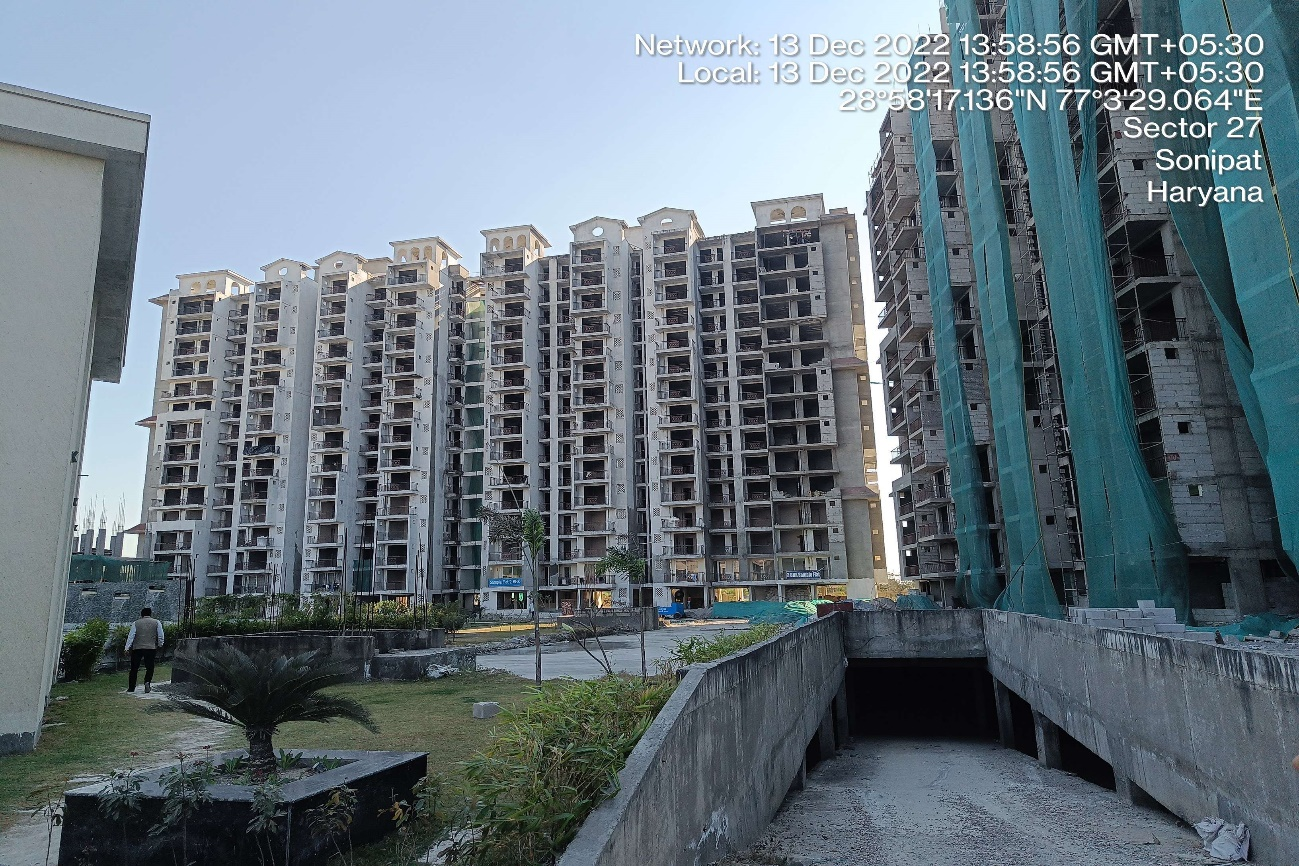 Network: 13 Dec 2022 13:58:56 GMT+05:30
Local: 13 Dec 2022 13:58:56 GMT+05:30
28°58'17.136"N 77°3'29.064"E
Sector 27
Sonipat
Haryana